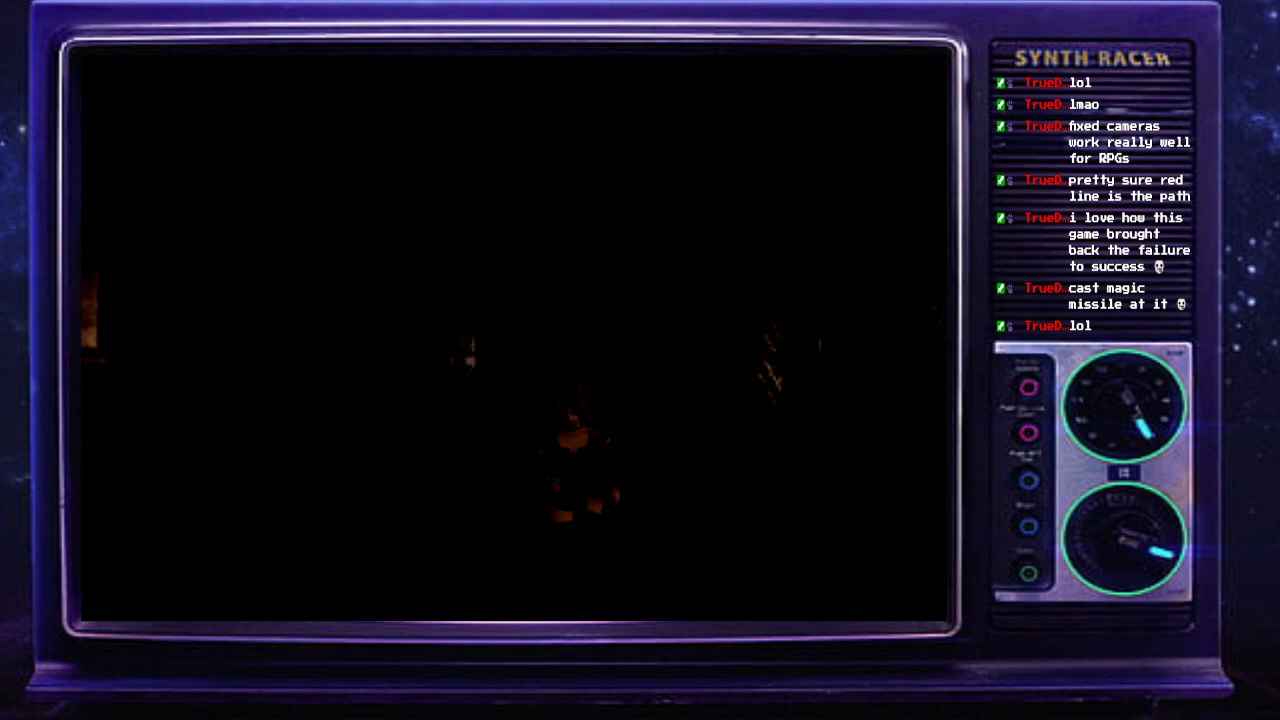 SYNTH RACER
TrueD… lol
TrueD… lmao
TrueD… fixed cameras
work really well
for RPGs
TrueD… pretty sure red
line is the path
TrueD… i love how this
game brought
back the failure
to success
TrueD… cast magic
missile at it
TrueD… lol